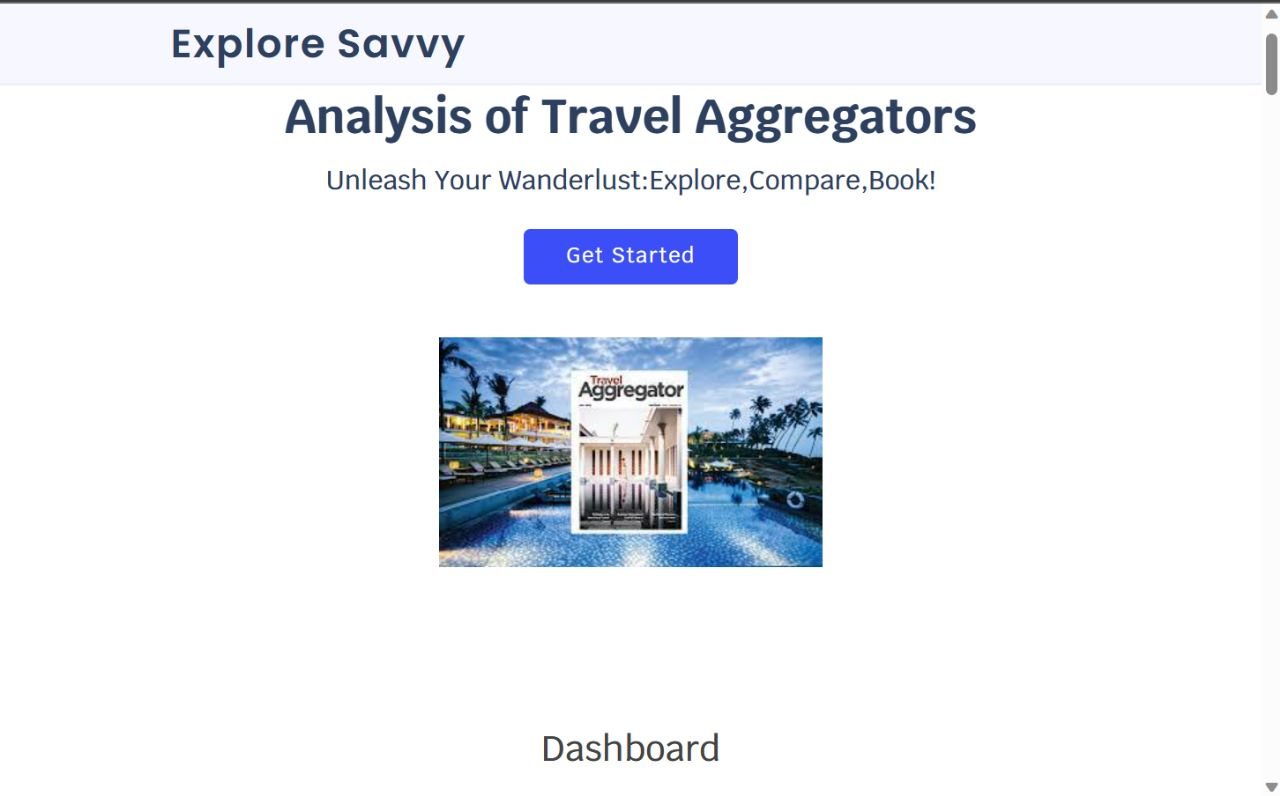 Explore Savvy
Analysis of Travel Aggregators
Unleash Your Wanderlust:Explore,Compare,Book!
Get Started
Travel
Aggregator
Dashboard